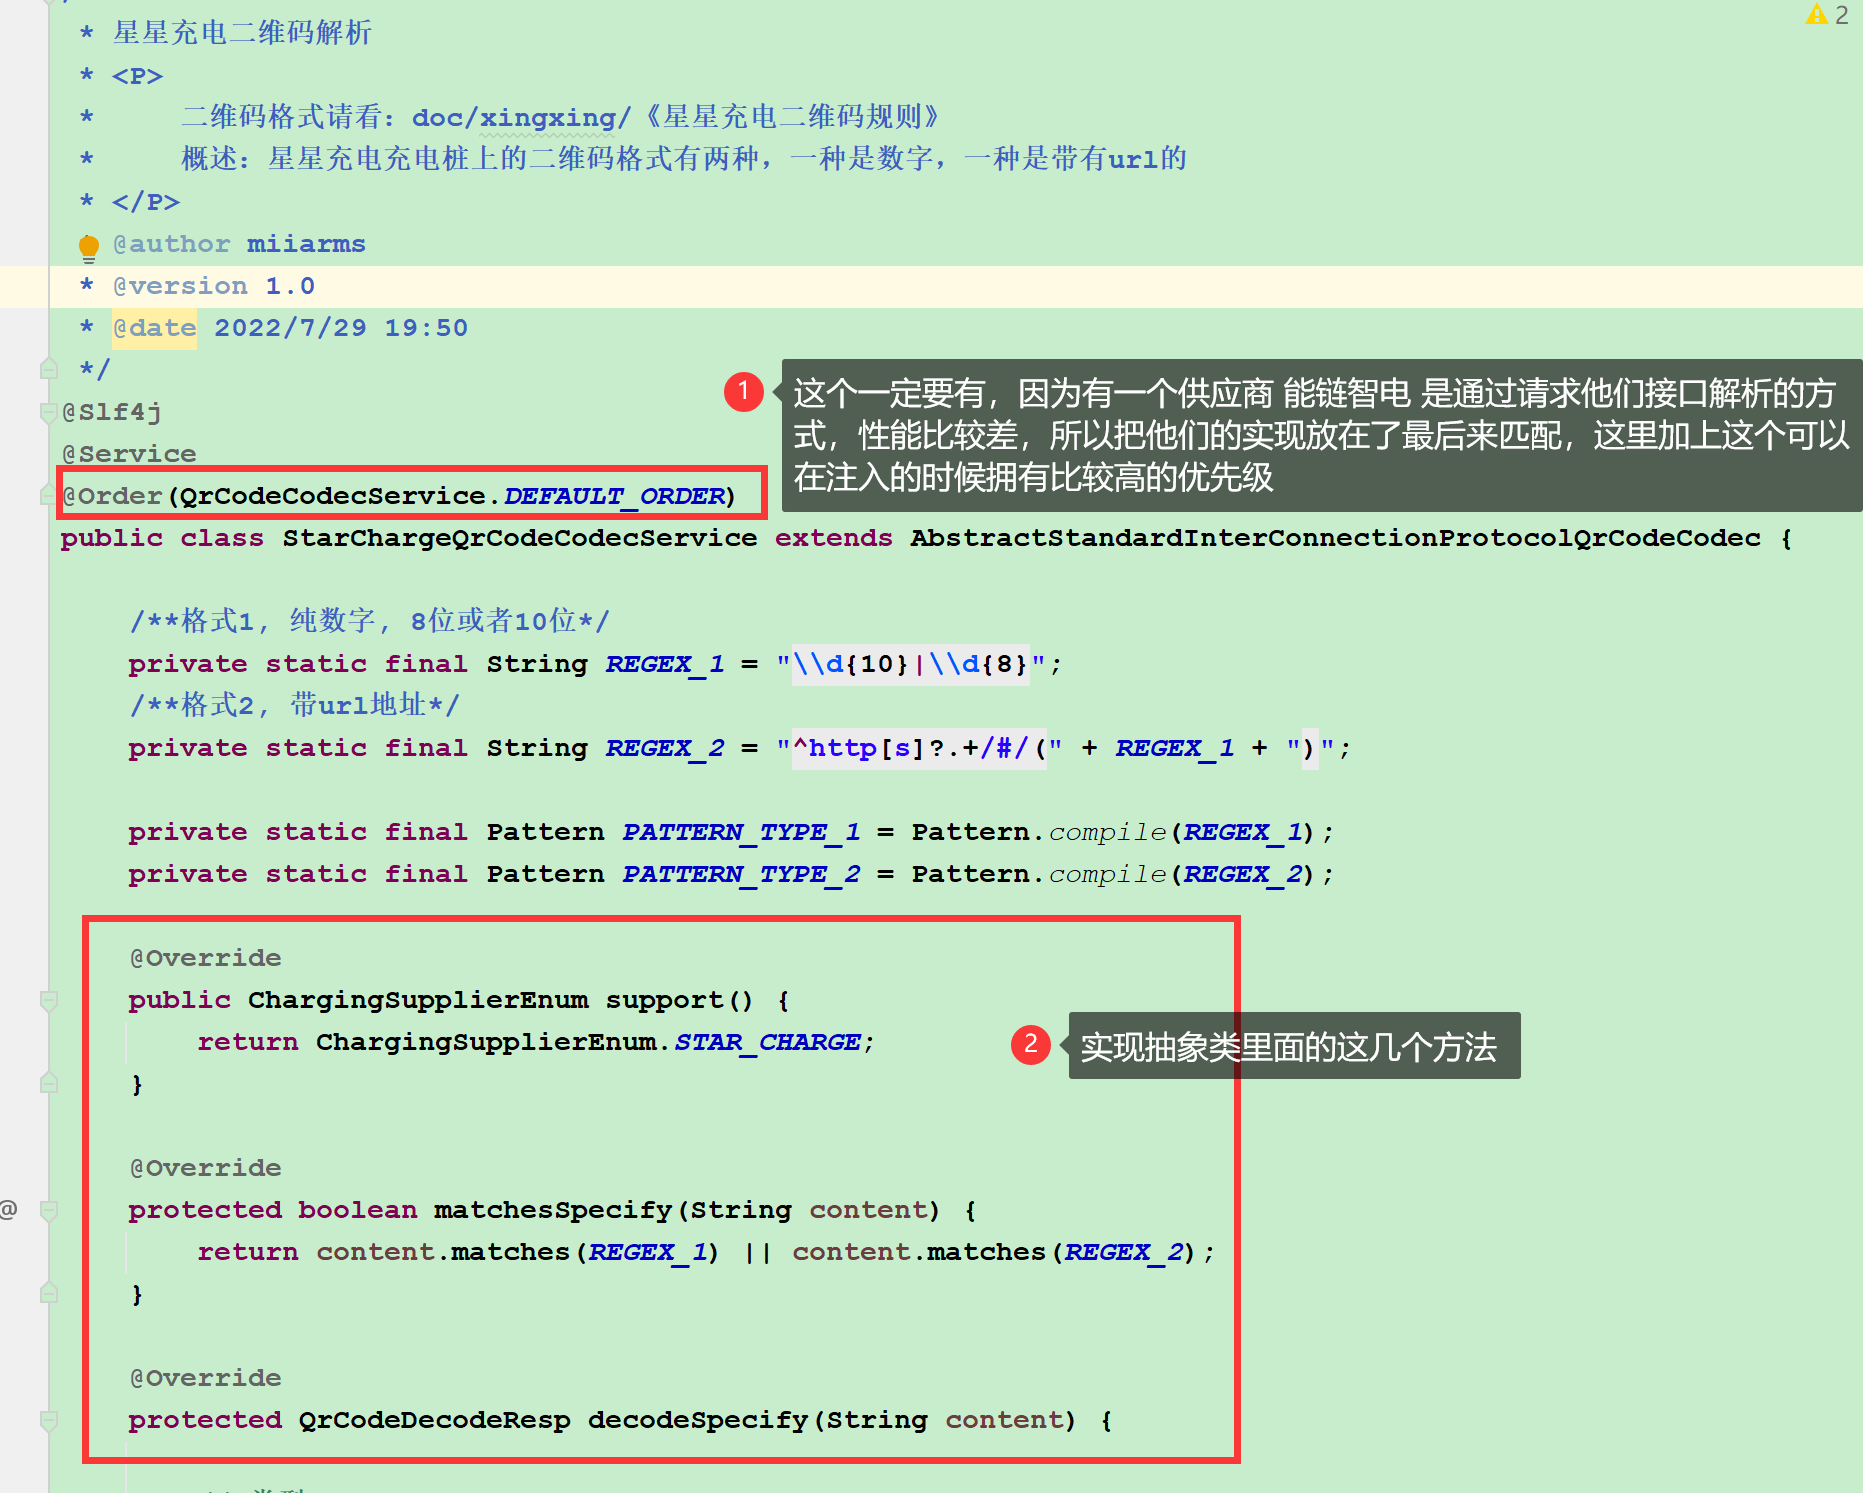 2
* 星星充电二维码解析
* <P>
*     二维码格式请看：doc/xingxing/《星星充电二维码规则》
*     概述：星星充电充电桩上的二维码格式有两种，一种是数字，一种是带有url的
* </P>
@author miiarms
* @version 1.0
* @date 2022/7/29 19:50
*/
1 这个一定要有，因为有一个供应商 能链智电 是通过请求他们接口解析的方
式，性能比较差，所以把他们的实现放在了最后来匹配，这里加上这个可以
在注入的时候拥有比较高的优先级
@Slf4j
@Service
@Order(QrCodeCodecService.DEFAULT_ORDER)
public class StarChargeQrCodeCodecService extends AbstractStandardInterConnectionProtocolQrCodeCodec {
/**格式1, 纯数字, 8位或者10位*/
private static final String REGEX_1 = "\\d{10}|\\d{8}";
/**格式2, 带url地址*/
private static final String REGEX_2 = "^http[s]?.+/#/(" + REGEX_1 + ")";
private static final Pattern PATTERN_TYPE_1 = Pattern.compile(REGEX_1);
private static final Pattern PATTERN_TYPE_2 = Pattern.compile(REGEX_2);
@Override
public ChargingSupplierEnum support() {
return ChargingSupplierEnum.STAR_CHARGE;
2 实现抽象类里面的这几个方法
}
@Override
@ protected boolean matchesSpecify(String content) {
return content.matches(REGEX_1) || content.matches(REGEX_2);
}
@Override
protected QrCodeDecodeResp decodeSpecify(String content) {